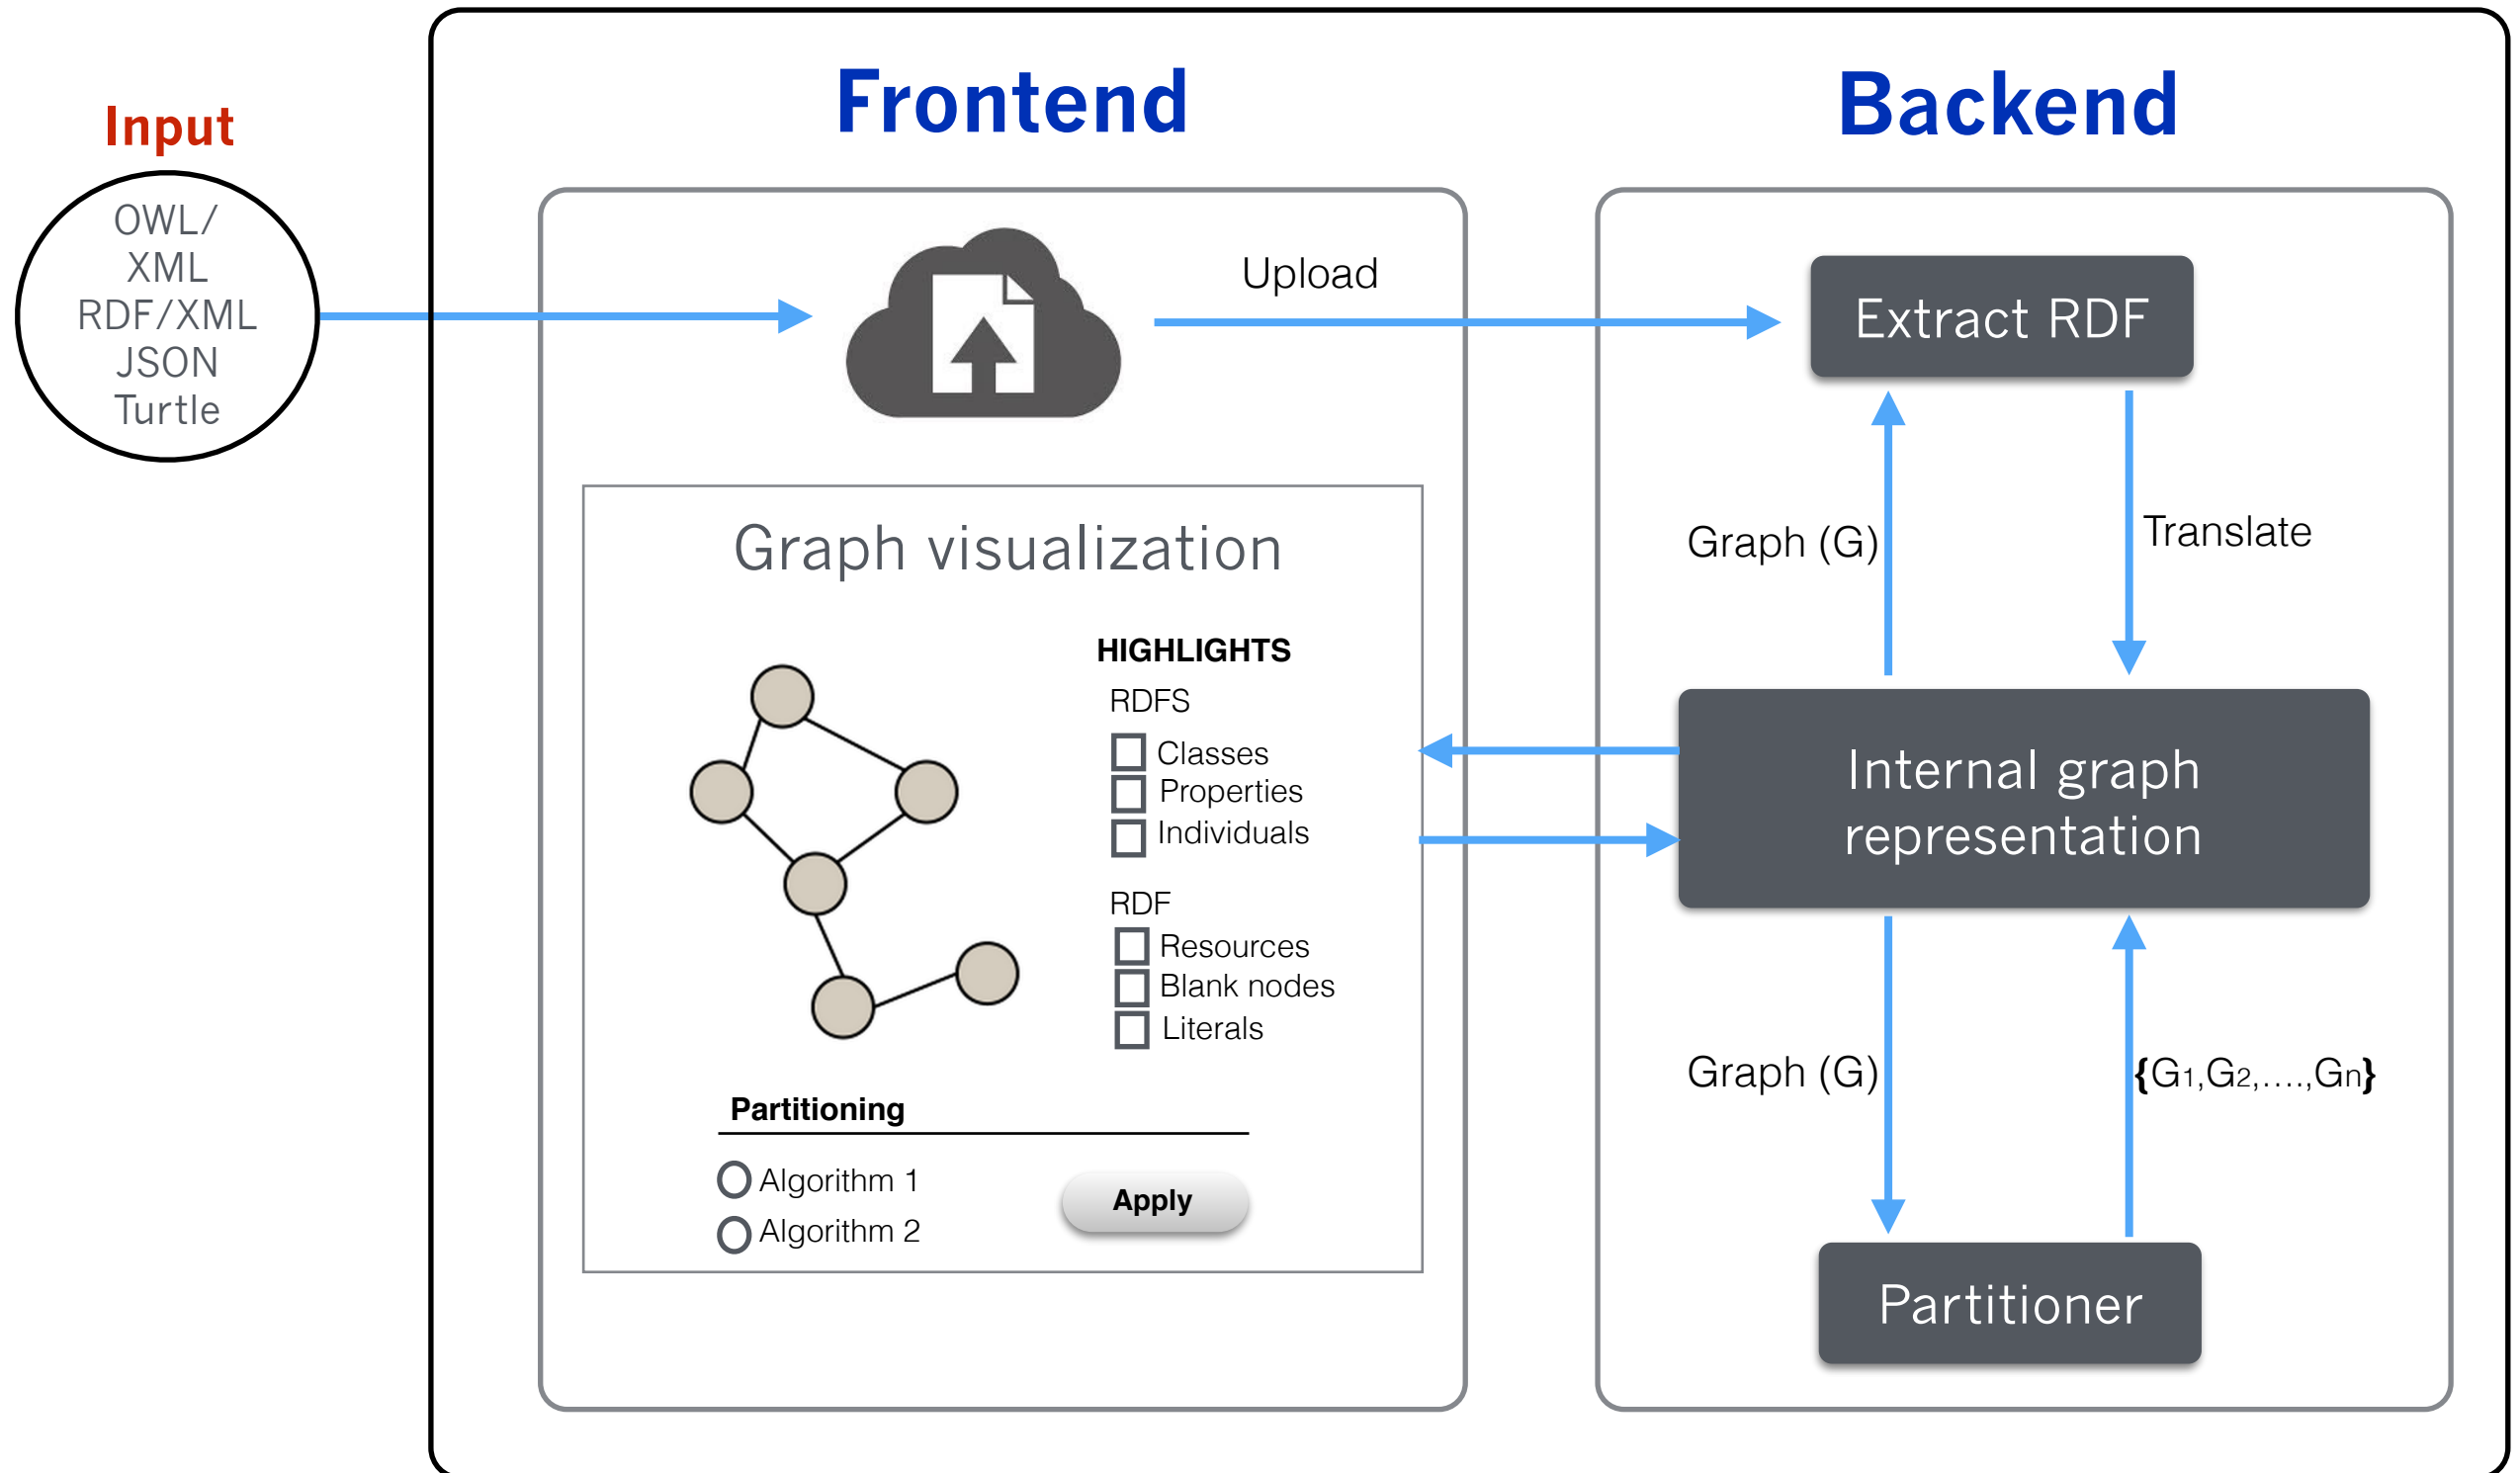 Input
OWL/
XML
RDF/XML
JSON
Turtle
Frontend
Upload
Graph visualization
HIGHLIGHTS
RDFS
Classes
Properties
Individuals
RDF
Resources
Blank nodes
Literals
Partitioning
Algorithm 1
Algorithm 2
Apply
Backend
Extract RDF
Graph (G)
Translate
Internal graph
representation
Graph (G)
{G1,G2,....,Gn}
Partitioner